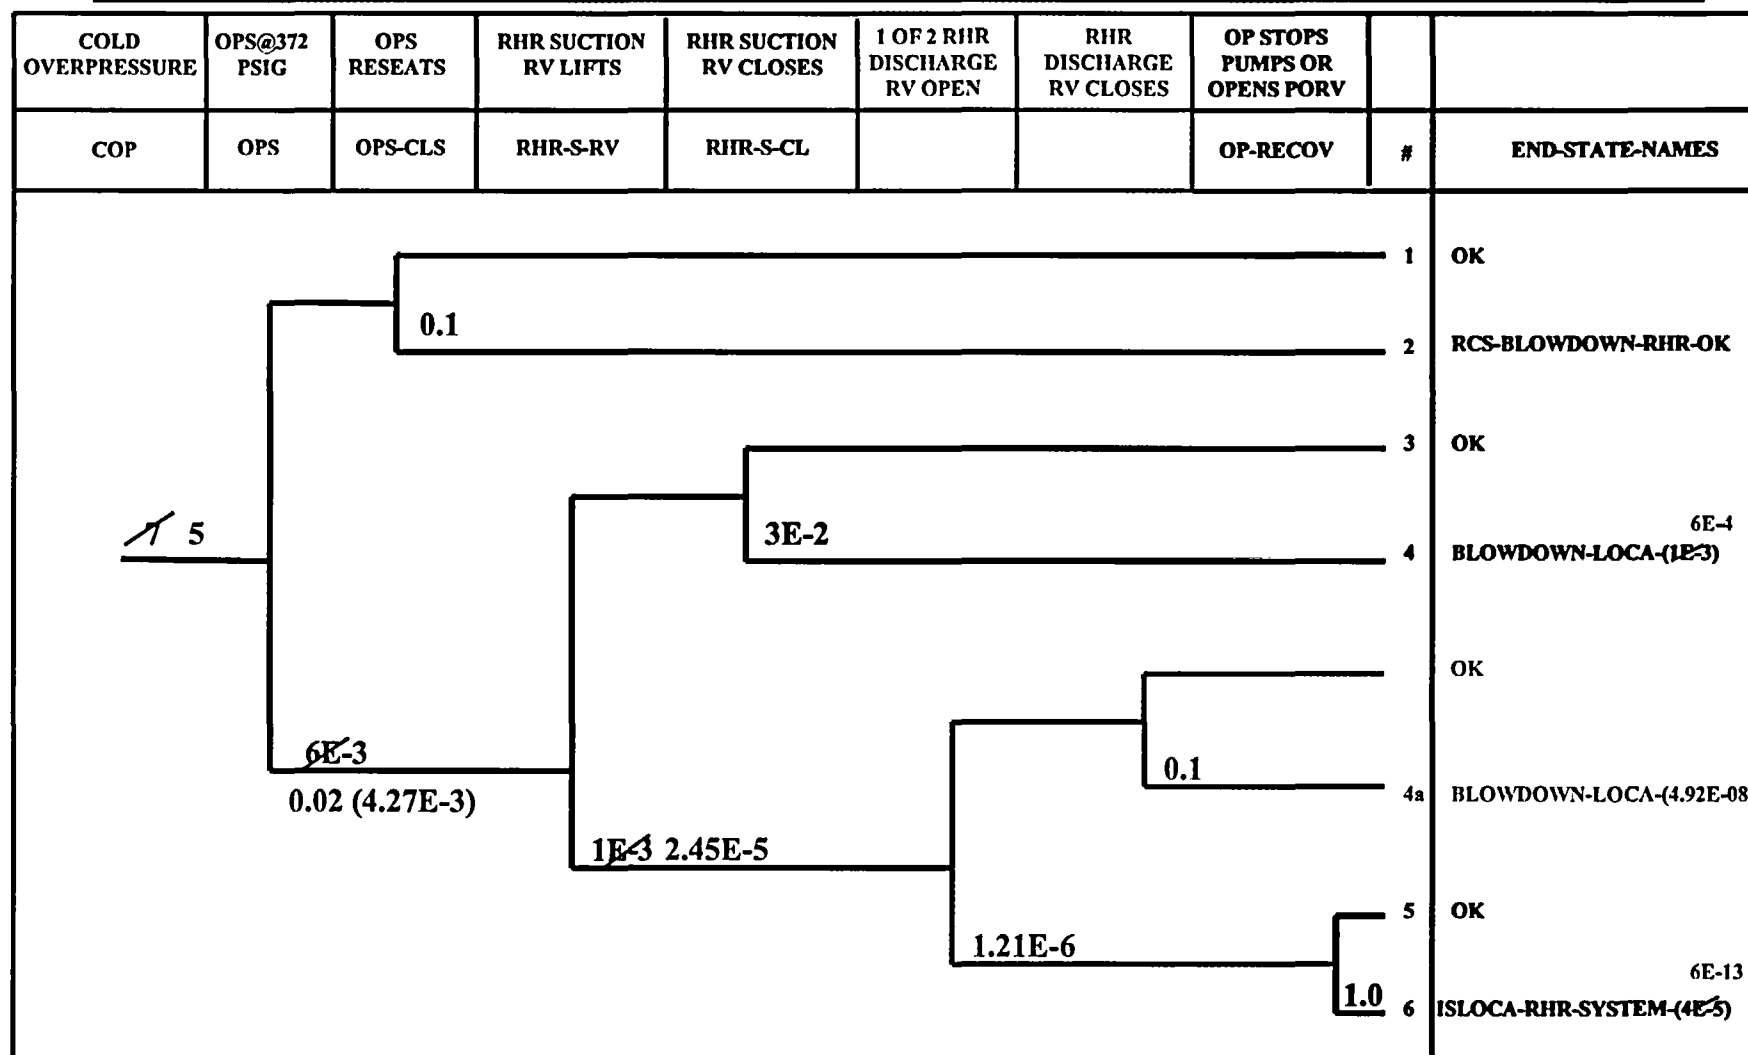 COLD OVERPRESSURE
OPS@372 PSIG
OPS RESEATS
RHR SUCTION RV LIFTS
RHR SUCTION RV CLOSES
1 OF 2 RHR DISCHARGE RV OPEN
RHR DISCHARGE RV CLOSES
OP STOPS PUMPS OR OPENS PORV
COP
OPS
OPS-CLS
RHR-S-RV
RHR-S-CL
OP-RECOV
#
END-STATE-NAMES
1 OK
0.1
2 RCS-BLOWDOWN-RHR-OK
3 OK
7 5
3E-2
6E-4
4 BLOWDOWN-LOCA-(1E-3)
OK
6E-3
0.02 (4.27E-3)
0.1
4a BLOWDOWN-LOCA-(4.92E-08
1E-3 2.45E-5
5 OK
1.21E-6
6E-13
1.0
6 ISLOCA-RHR-SYSTEM-(4E-5)